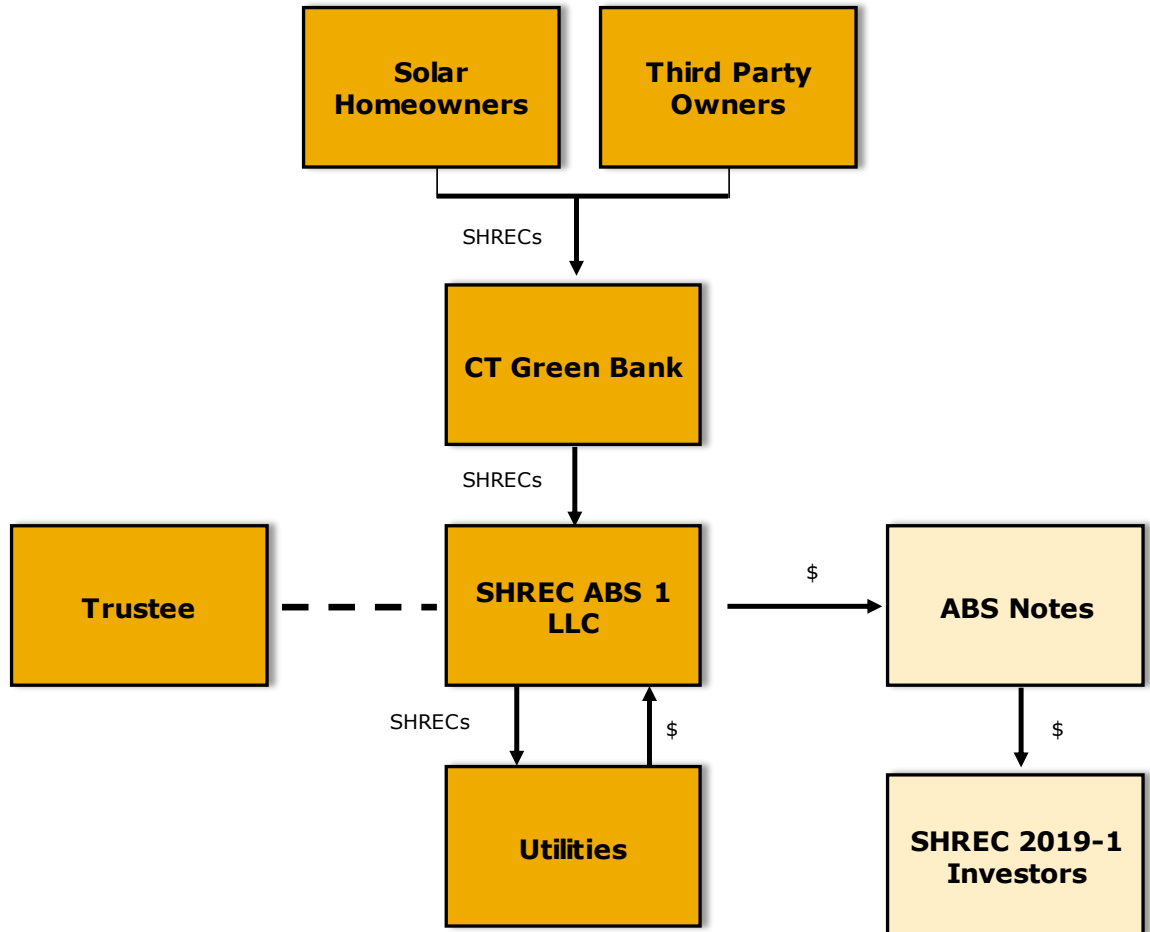 Solar
Homeowners
Third Party
Owners
SHRECs
CT Green Bank
SHRECs
Trustee
SHREC ABS 1
LLC
$
ABS Notes
SHRECs
$
$
Utilities
SHREC 2019-1
Investors